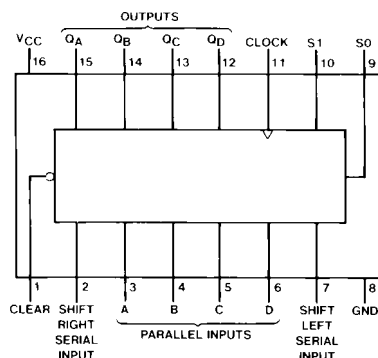 OUTPUTS
VCC QA QB QC QD CLOCK S1 S0
16 15 14 13 12 11 10 9
1 2 3 4 5 6 7 8
CLEAR SHIFT RIGHT SERIAL INPUT A B C D SHIFT LEFT SERIAL INPUT GND
PARALLEL INPUTS